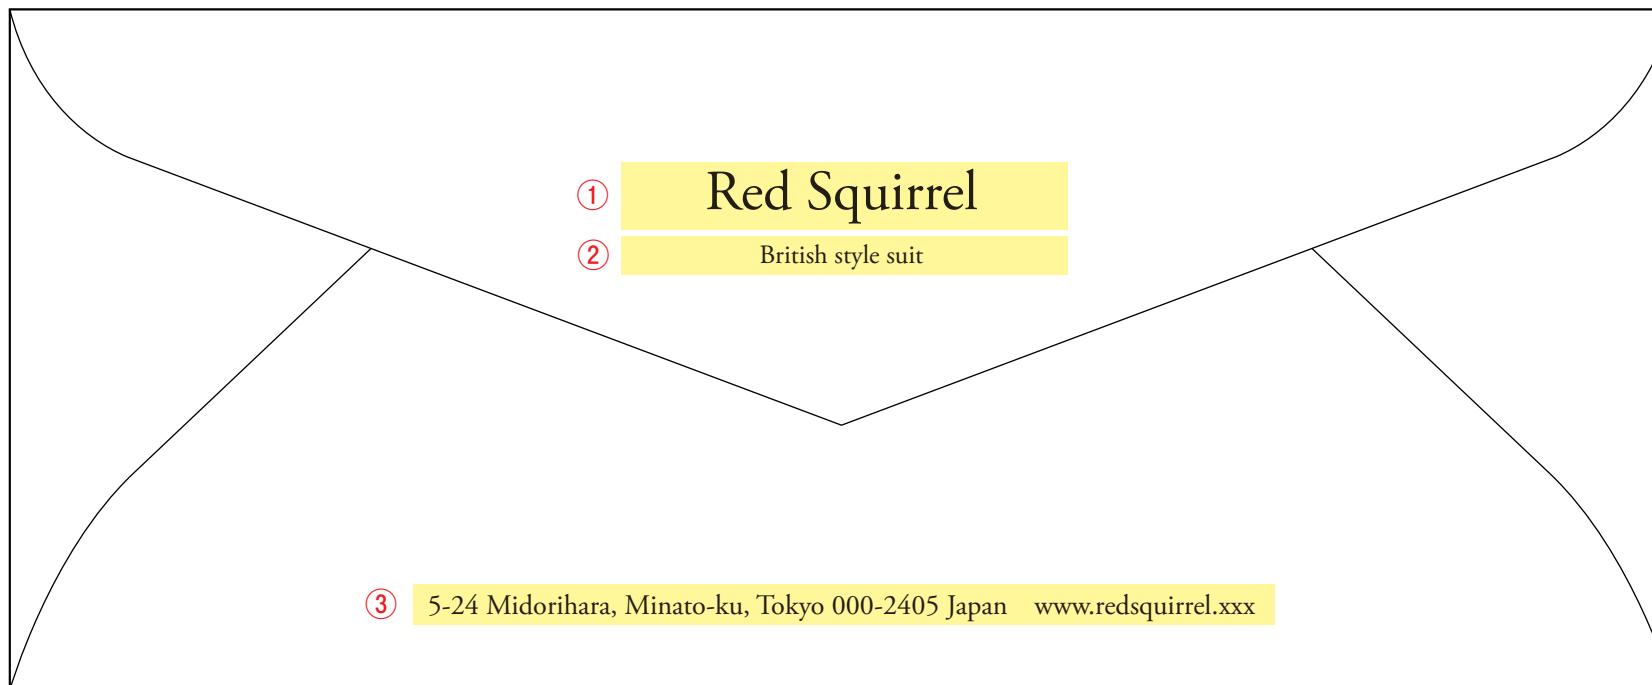 ① Red Squirrel
② British style suit
③ 5-24 Midorihara, Minato-ku, Tokyo 000-2405 Japan www.redsquirrel.xxx